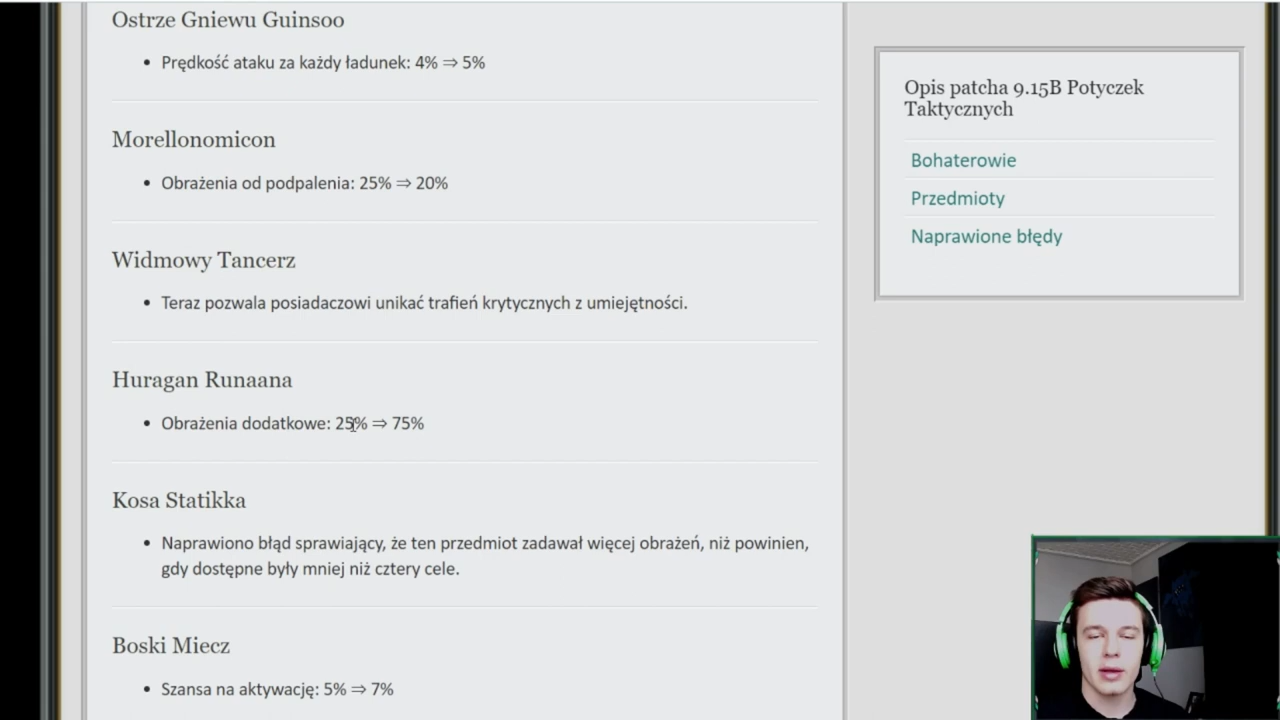 Ostrze Gniewu Guinsoo
• Prędkość ataku za każdy ładunek: 4% ⇒ 5%
Morellonomicon
• Obrażenia od podpalenia: 25% ⇒ 20%
Widmowy Tancerz
• Teraz pozwala posiadaczowi unikać trafień krytycznych z umiejętności.
Huragan Runaana
• Obrażenia dodatkowe: 25% ⇒ 75%
Kosa Statikka
• Naprawiono błąd sprawiający, że ten przedmiot zadawał więcej obrażeń, niż powinien,
gdy dostępne były mniej niż cztery cele.
Boski Miecz
• Szansa na aktywację: 5% ⇒ 7%
Opis patcha 9.15B Potyczek
Taktycznych
Bohaterowie
Przedmioty
Naprawione błędy